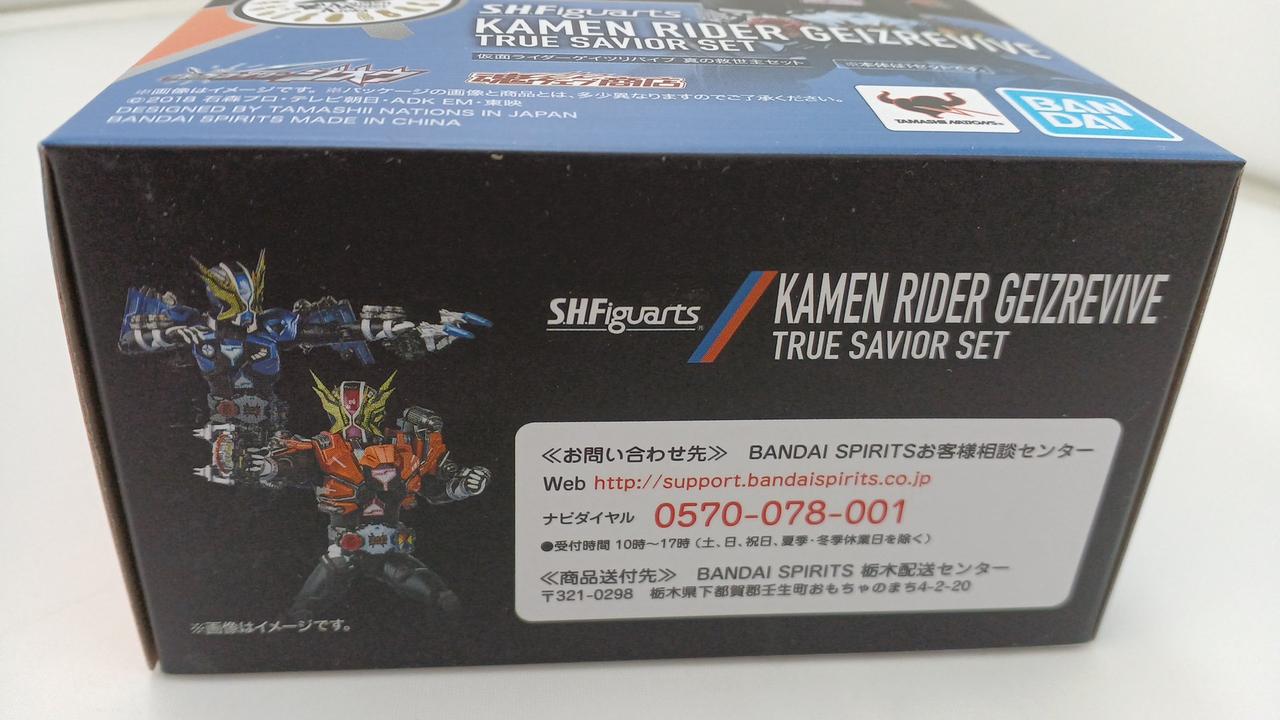 S.H.Figuarts
KAMEN RIDER GEIZREVIVE
TRUE SAVIOR SET
仮面ライダーゲイツリバイブ 真の救世主セット
魂ウェブ商店
※画像はイメージです。※パッケージの画像と商品とは、多少異なりますのでご了承ください。
©2018 石森プロ・テレビ朝日・ADK EM・東映
DESIGNED BY TAMASHII NATIONS IN JAPAN
BANDAI SPIRITS MADE IN CHINA
TAMASHII NATIONS
BAN
DAI
S.H.Figuarts
KAMEN RIDER GEIZREVIVE
TRUE SAVIOR SET
≪お問い合わせ先≫ BANDAI SPIRITSお客様相談センター
Web http://support.bandaispirits.co.jp
ナビダイヤル 0570-078-001
●受付時間 10時～17時（土、日、祝日、夏季・冬季休業日を除く）
≪商品送付先≫ BANDAI SPIRITS 栃木配送センター
〒321-0298 栃木県下都賀郡壬生町おもちゃのまち4-2-20
※画像はイメージです。